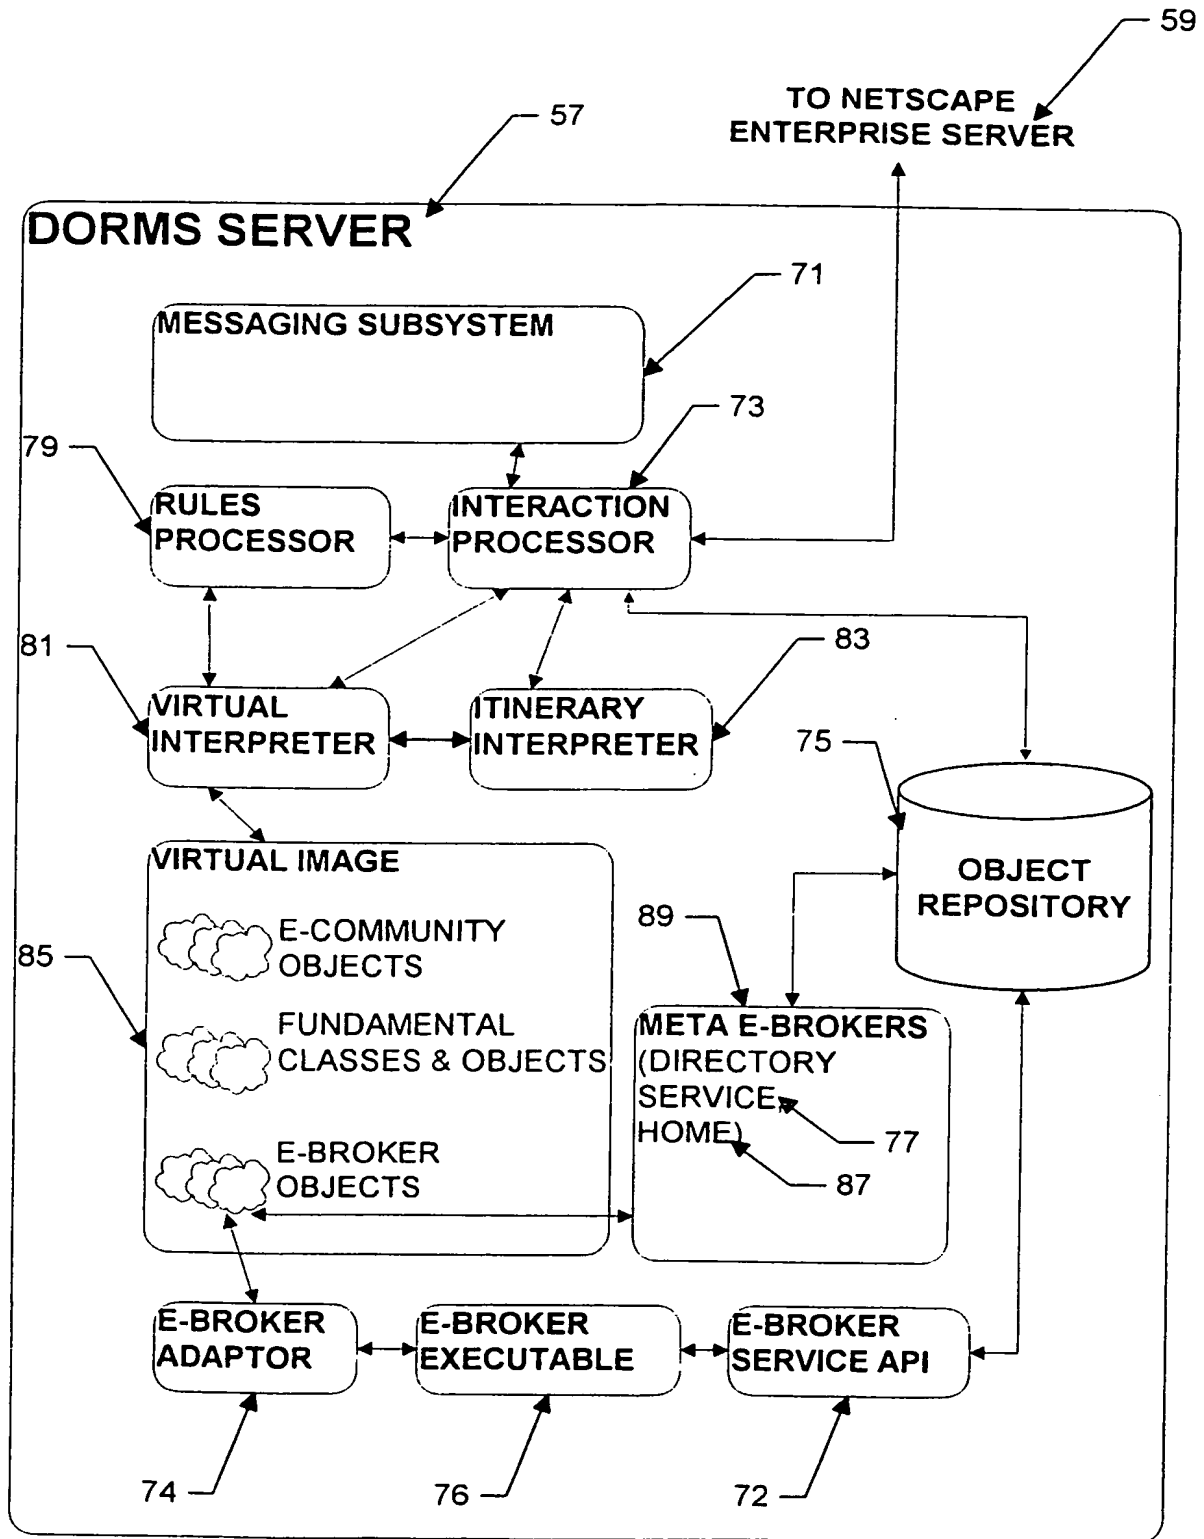 59
TO NETSCAPE
ENTERPRISE SERVER
57
DORMS SERVER
71
MESSAGING SUBSYSTEM
73
79
RULES
PROCESSOR
INTERACTION
PROCESSOR
81
83
VIRTUAL
INTERPRETER
ITINERARY
INTERPRETER
75
OBJECT
REPOSITORY
VIRTUAL IMAGE
E-COMMUNITY
OBJECTS
89
85
FUNDAMENTAL
CLASSES & OBJECTS
META E-BROKERS
(DIRECTORY
SERVICE,
HOME)
77
87
E-BROKER
OBJECTS
E-BROKER
ADAPTOR
E-BROKER
EXECUTABLE
E-BROKER
SERVICE API
74
76
72